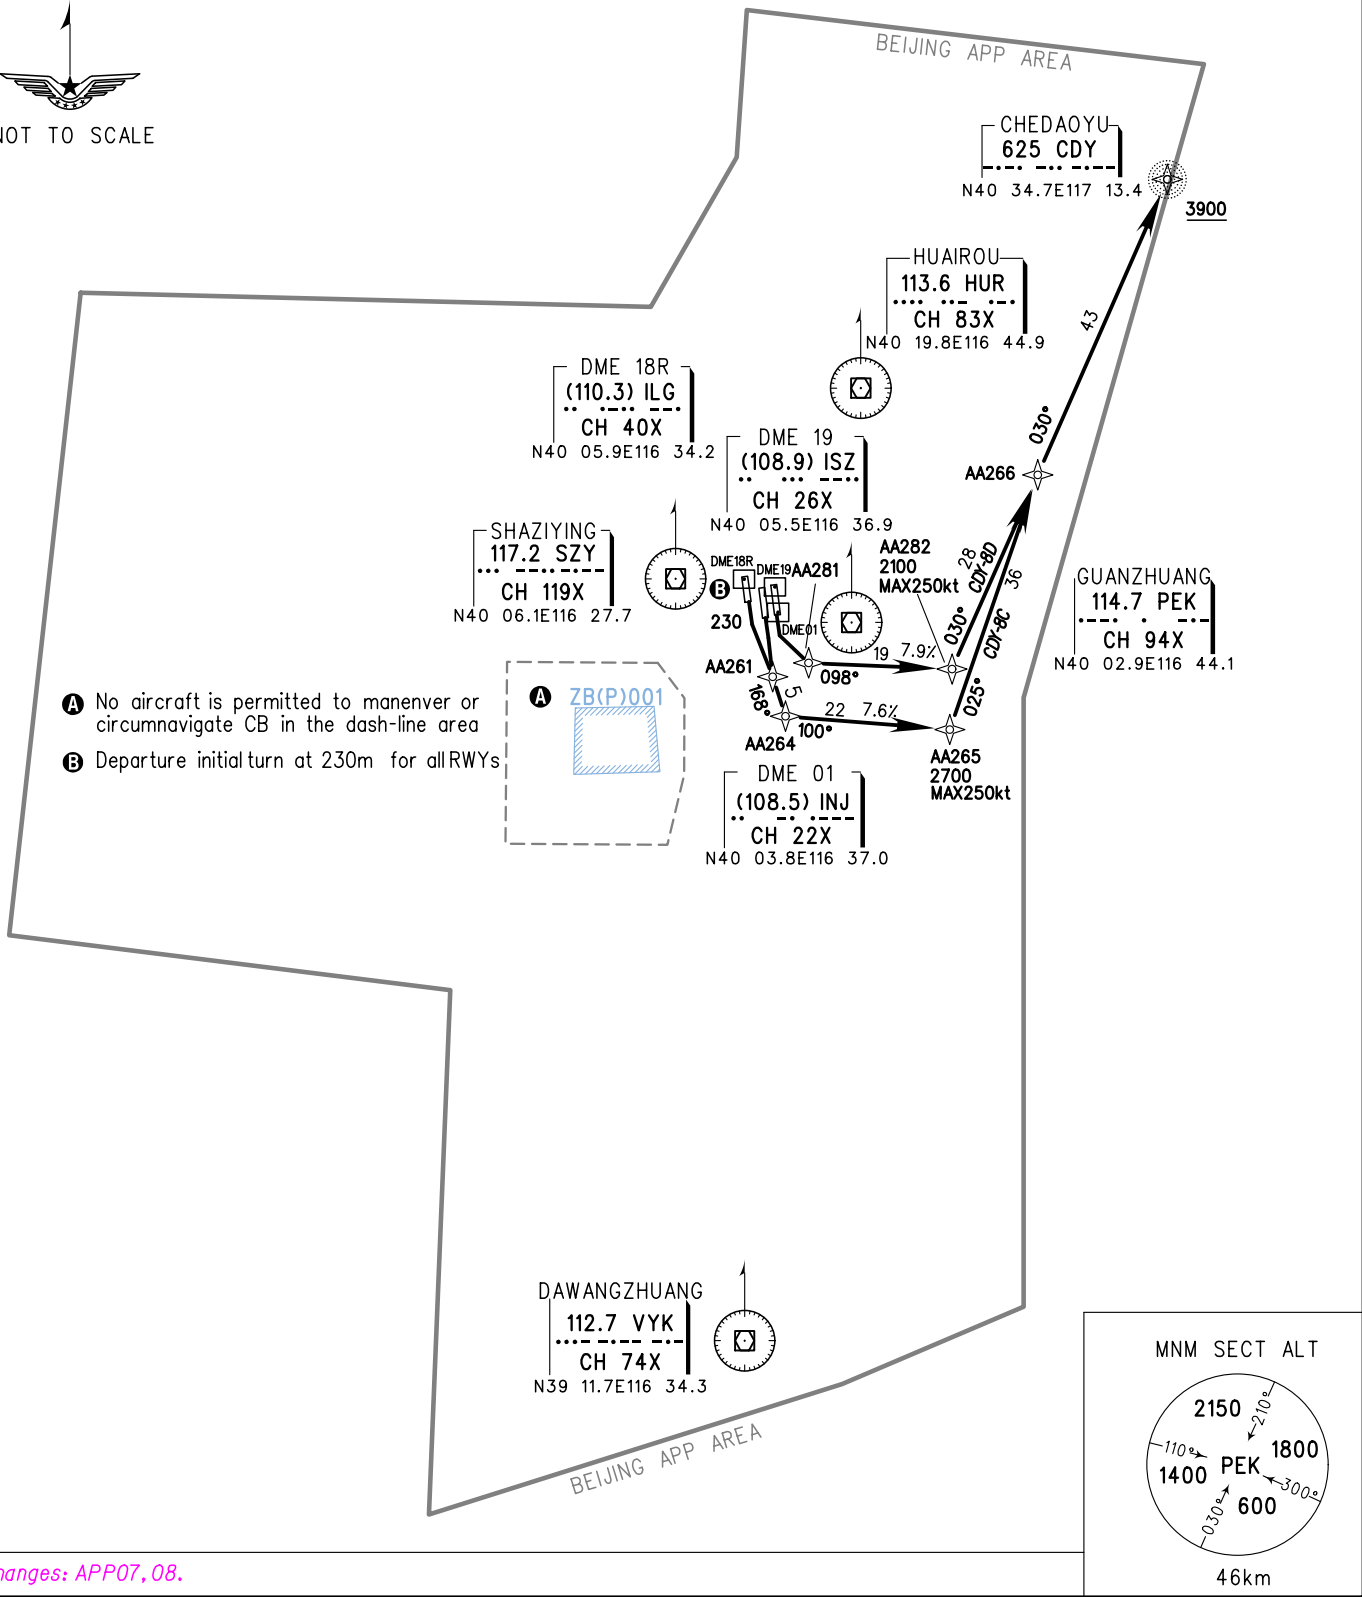 BEIJING APP AREA
NOT TO SCALE
CHEDAOYU
625 CDY
N40 34.7E117 13.4
3900
HUAIROU
113.6 HUR
CH 83X
N40 19.8E116 44.9
43
DME 18R
(110.3) ILG
CH 40X
N40 05.9E116 34.2
030°
DME 19
(108.9) ISZ
CH 26X
N40 05.5E116 36.9
AA266
SHAZIYING
117.2 SZY
CH 119X
N40 06.1E116 27.7
DME18R
DME19
AA281
B
230
DME01
AA282
2100
MAX250kt
28
CDY-8D
36
CDY-8C
030°
025°
GUANZHUANG
114.7 PEK
CH 94X
N40 02.9E116 44.1
19 7.9%
098°
AA261
5
168°
22 7.6%
100°
AA264
AA265
2700
MAX250kt
A ZB(P)001
A No aircraft is permitted to manenver or
circumnavigate CB in the dash-line area
B Departure initial turn at 230m for all RWYs
DME 01
(108.5) INJ
CH 22X
N40 03.8E116 37.0
DAWANGZHUANG
112.7 VYK
CH 74X
N39 11.7E116 34.3
BEIJING APP AREA
MNM SECT ALT
2150
210°
110°
1800
1400
PEK
300°
600
030°
46km
hanges: APP07,08.